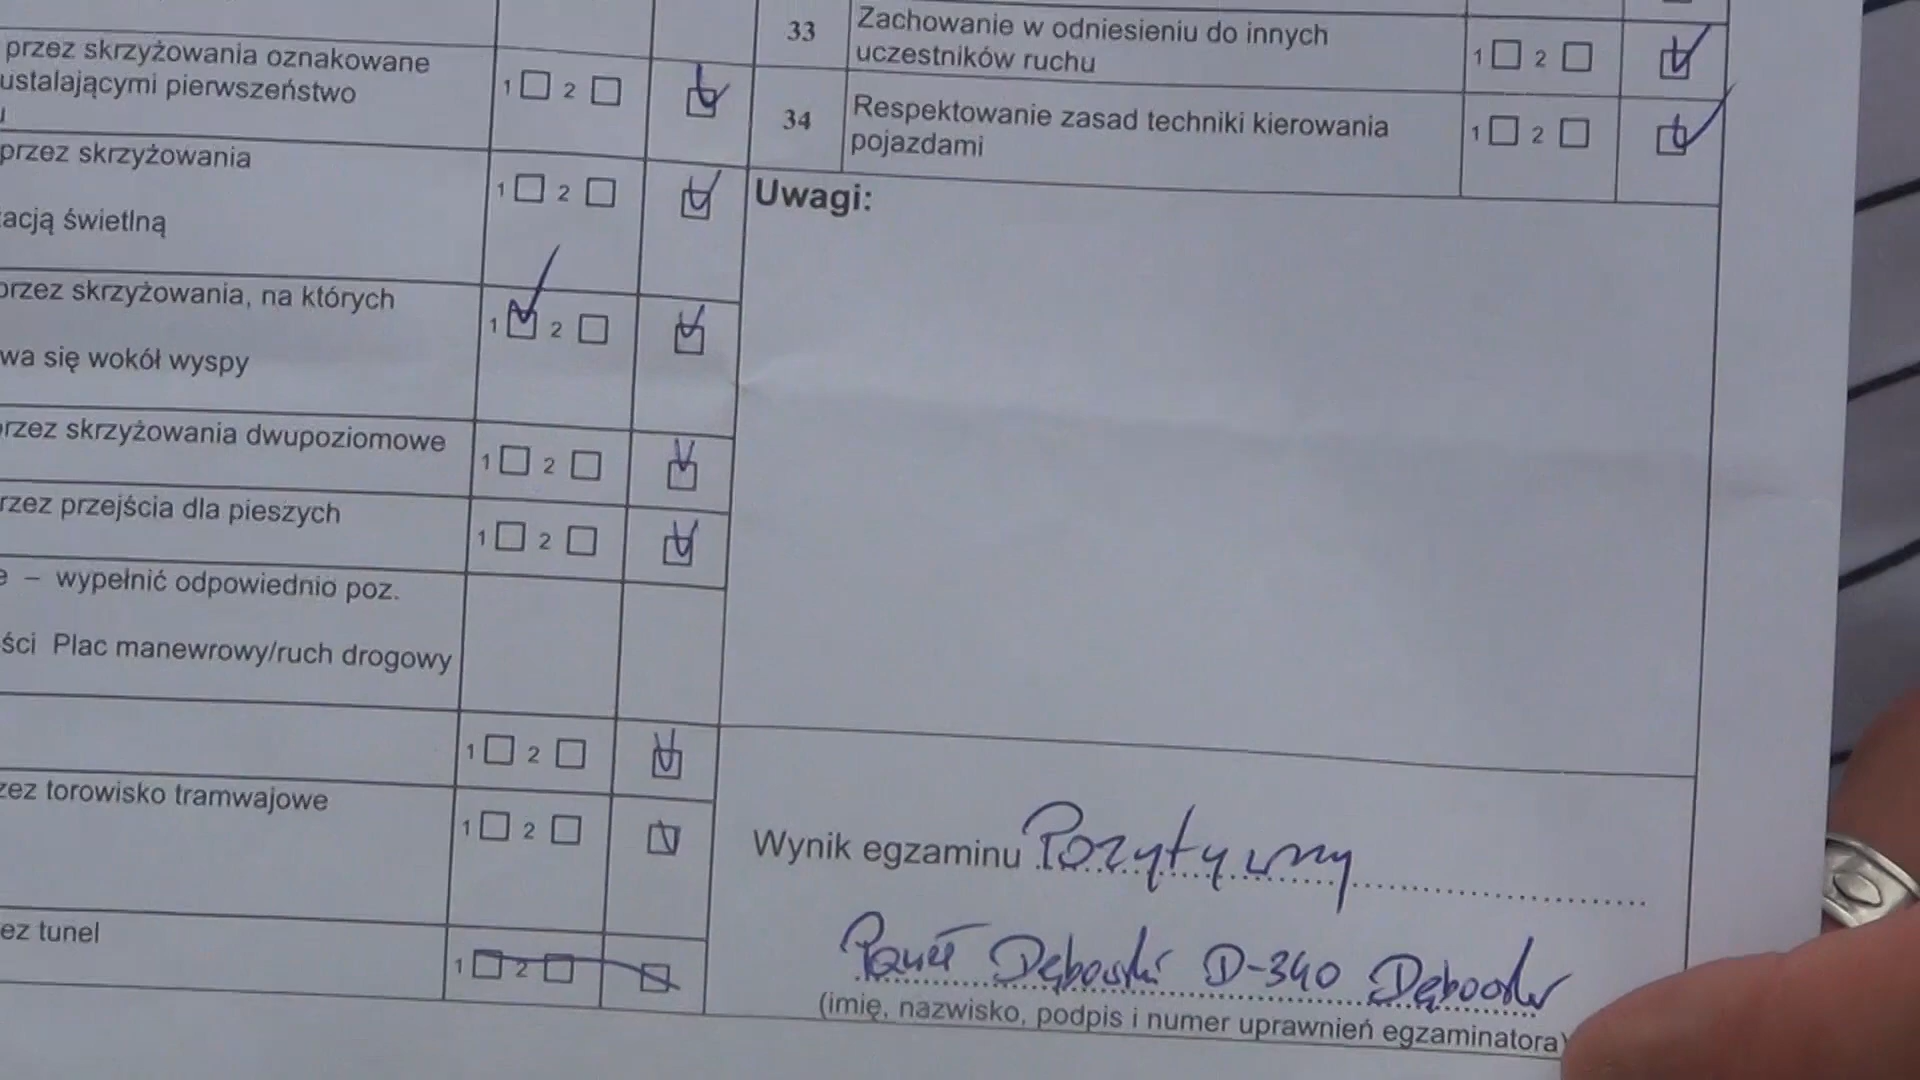 przez skrzyżowania oznakowane
ustalającymi pierwszeństwo
1 2
przez skrzyżowania
acją świetlną
1 2
przez skrzyżowania, na których
wa się wokół wyspy
1 2
rzez skrzyżowania dwupoziomowe
1 2
rzez przejścia dla pieszych
1 2
e – wypełnić odpowiednio poz.
ści Plac manewrowy/ruch drogowy
1 2
zez torowisko tramwajowe
1 2
ez tunel
1 2
33 Zachowanie w odniesieniu do innych
uczestników ruchu
1 2
34 Respektowanie zasad techniki kierowania
pojazdami
1 2
Uwagi:
Wynik egzaminu Pozytywny
Paweł Dębowski D-340 Dębowski
(imię, nazwisko, podpis i numer uprawnień egzaminatora)